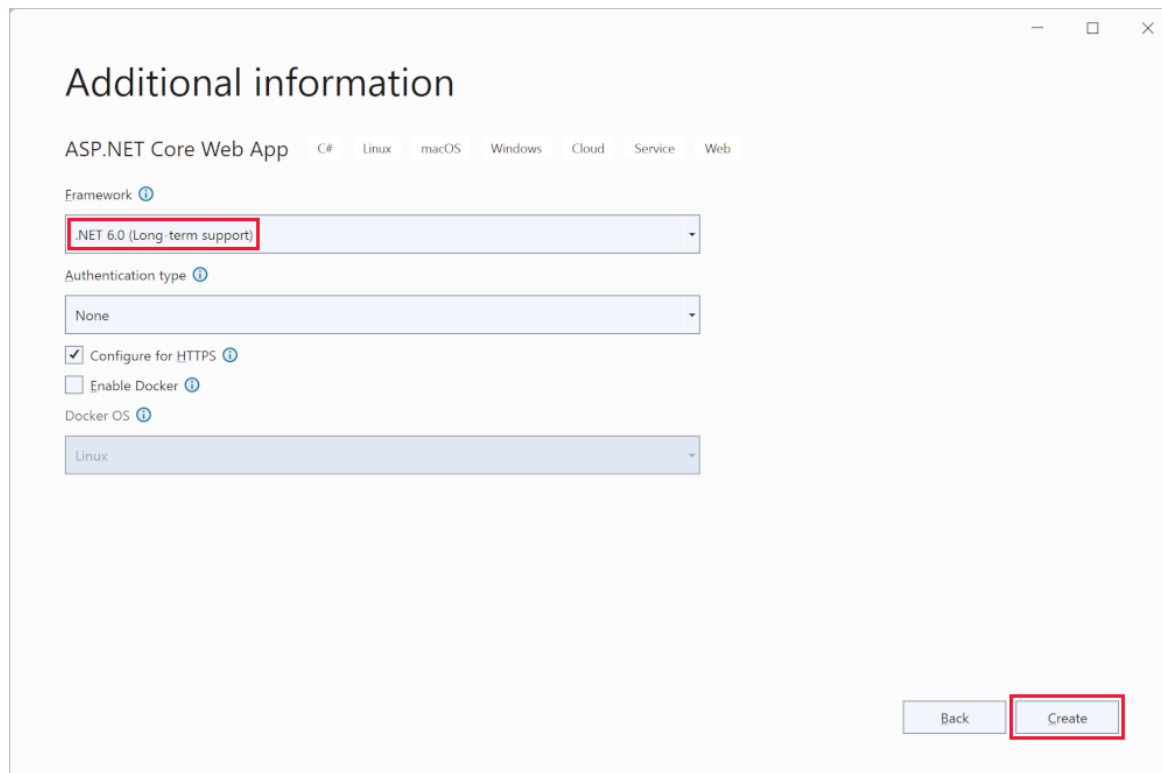 Additional information
ASP.NET Core Web App C# Linux macOS Windows Cloud Service Web
Framework
.NET 6.0 (Long-term support)
Authentication type
None
Configure for HTTPS
Enable Docker
Docker OS
Linux
Back Create